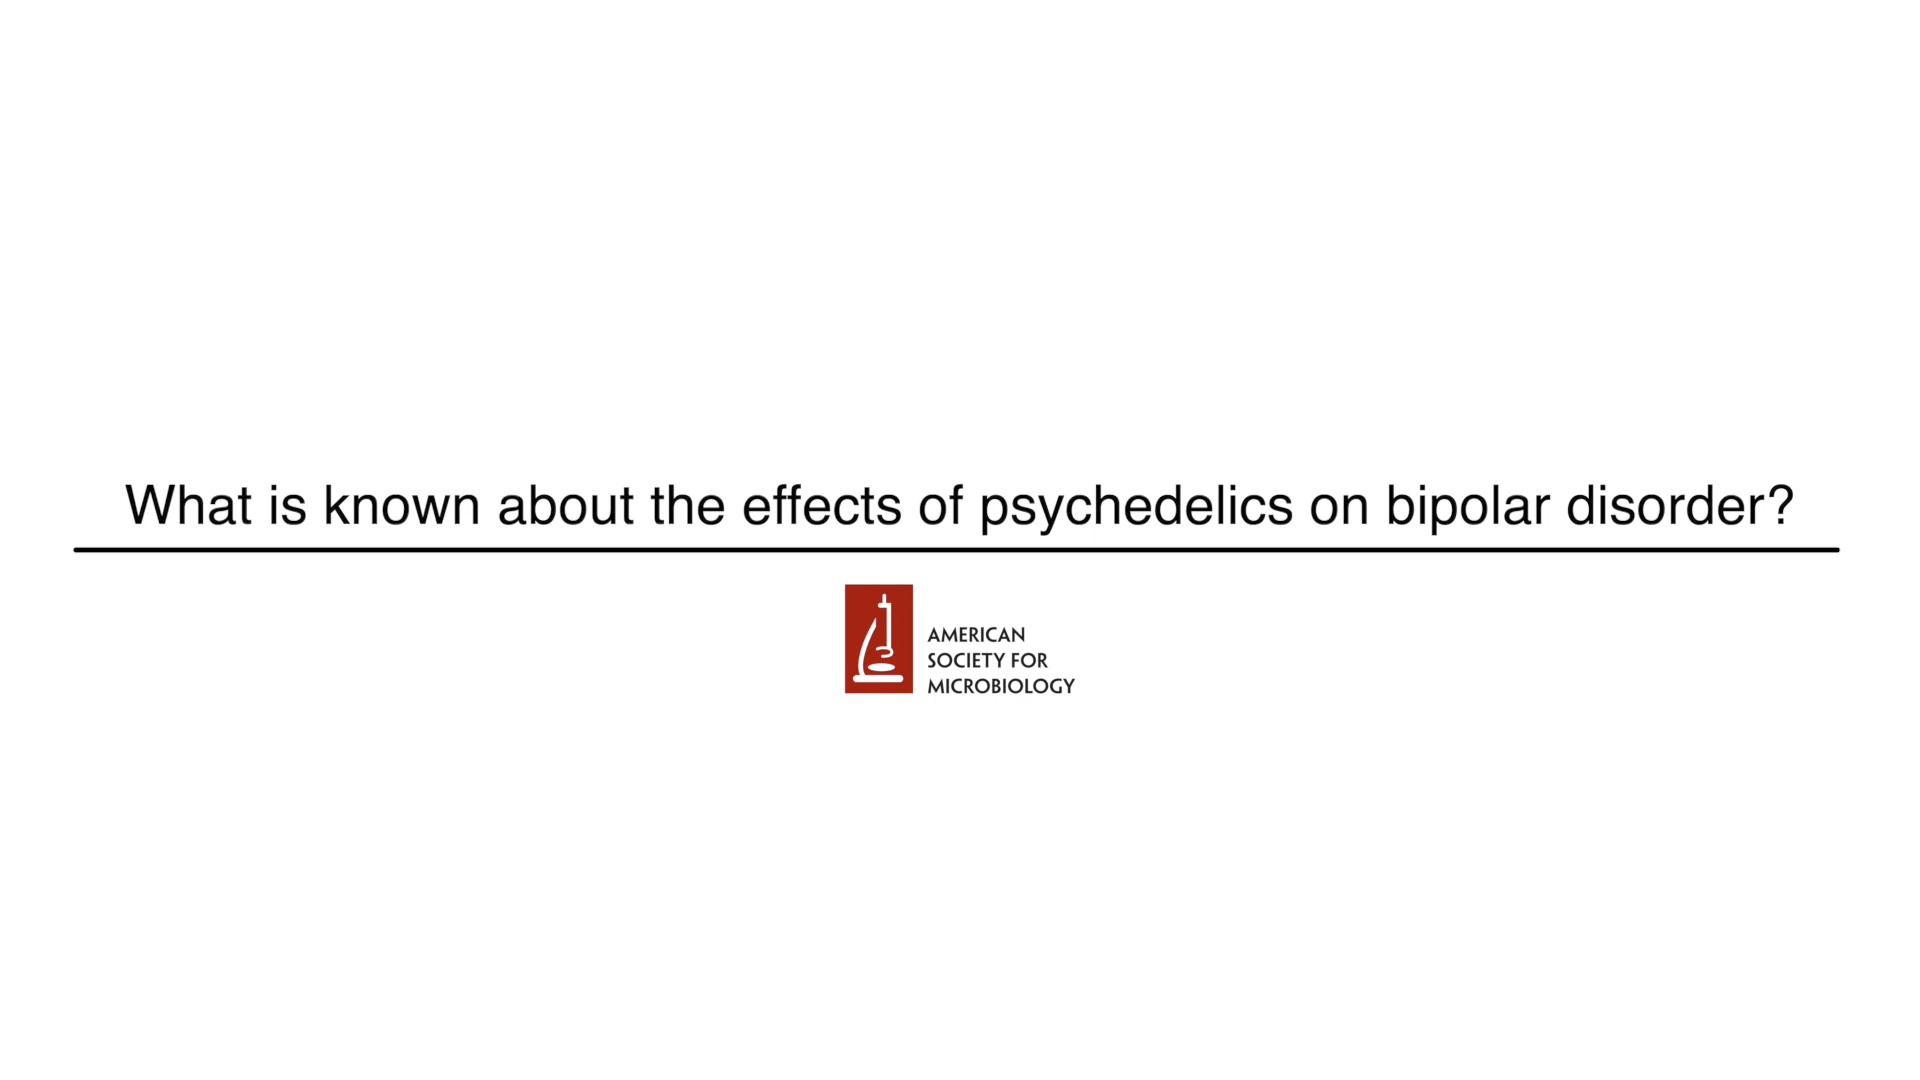 What is known about the effects of psychedelics on bipolar disorder?
AMERICAN
SOCIETY FOR
MICROBIOLOGY